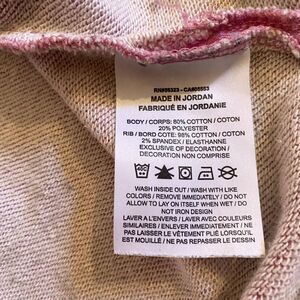 RN#56323 - CA#05553
MADE IN JORDAN
FABRIQUÉ EN JORDANIE
BODY / CORPS: 80% COTTON / COTON
20% POLYESTER
RIB / BORD COTE: 98% COTTON / COTON
2% SPANDEX / ELASTHANNE
EXCLUSIVE OF DECORATION /
DECORATION NON COMPRISE
WASH INSIDE OUT / WASH WITH LIKE
COLORS / REMOVE IMMEDIATELY / DO NOT
ALLOW TO LAY ON ITSELF WHEN WET / DO
NOT IRON DESIGN
LAVER A L'ENVERS / LAVER AVEC COULEURS
SIMILAIRES / ENLEVER IMMEDIATEMENT /
NE PAS LAISSER LE VÊTEMENT PLIÉ LORSQU'IL
EST MOUILLÉ / NE PAS REPASSER LE DESSIN